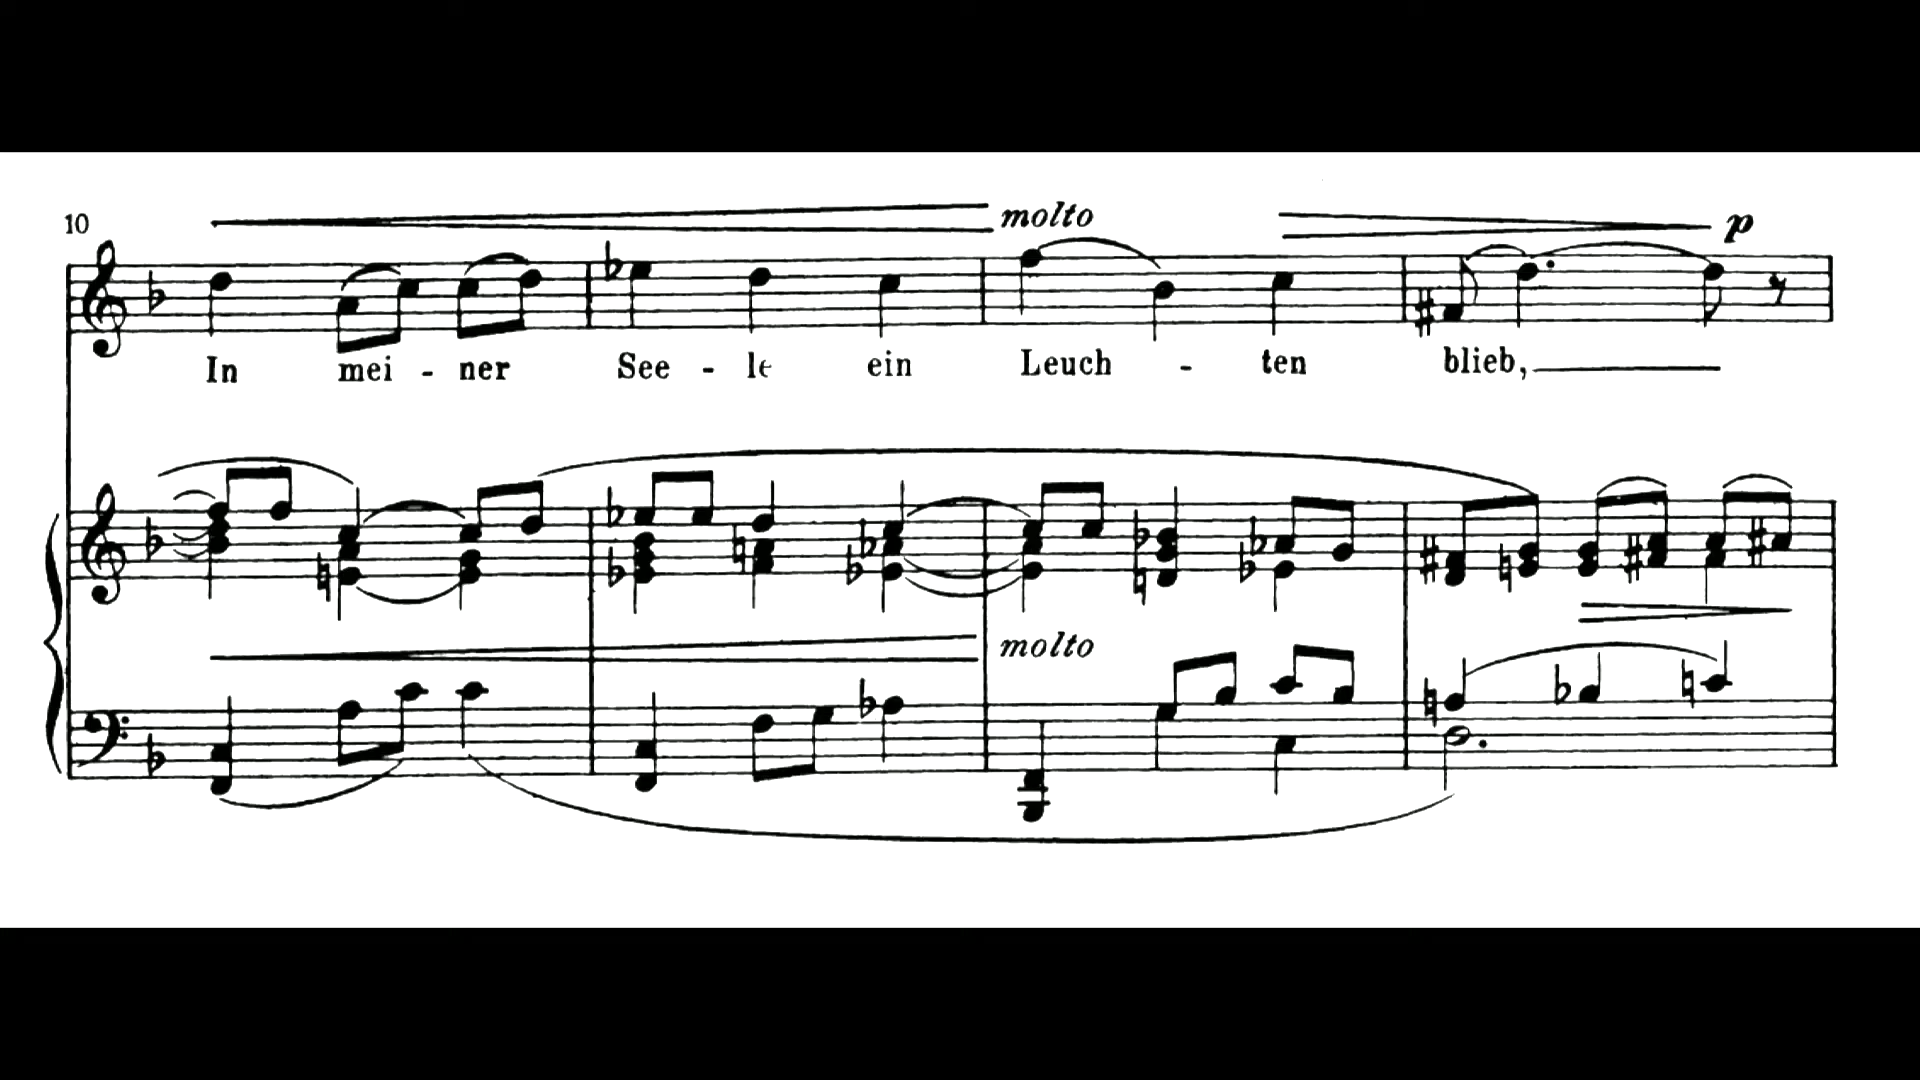 10
molto
p
In mei - ner See - le ein Leuch - ten blieb,
molto